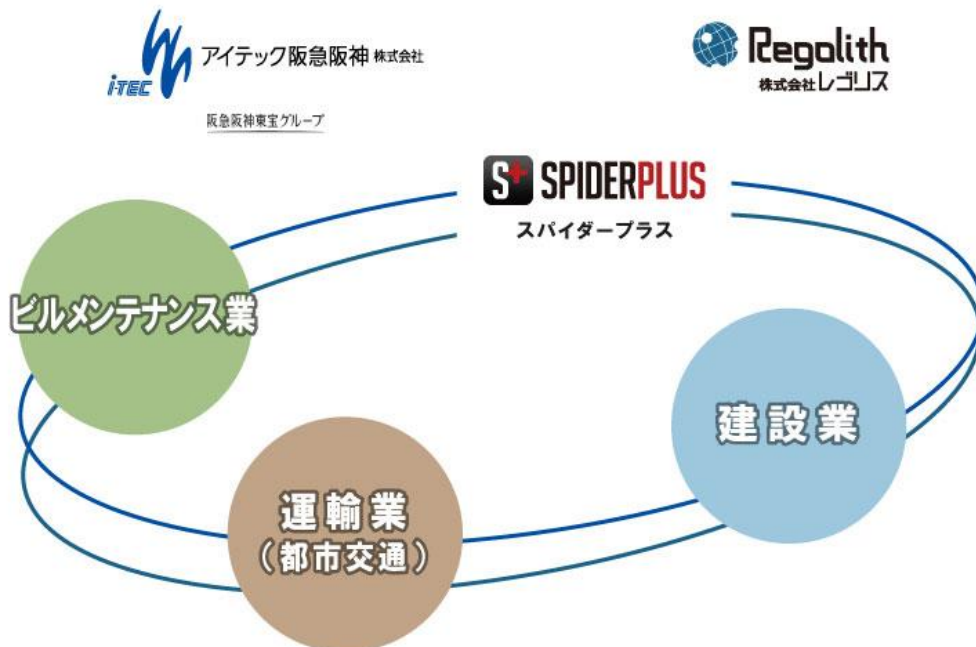 i-TEC
アイテック阪急阪神 株式会社
阪急阪神東宝グループ
Regolith
株式会社レゴリス
S+ SPIDERPLUS
スパイダープラス
ビルメンテナンス業
建設業
運輸業
（都市交通）